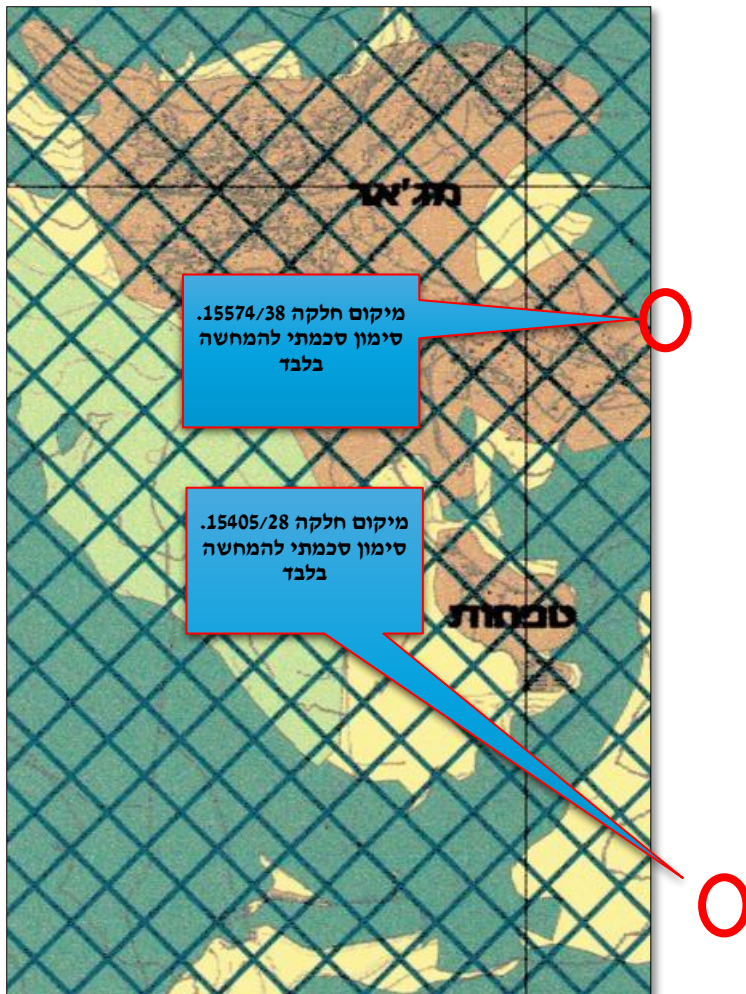 מג'אר
מיקום חלקה 15574/38.
סימון סכמתי להמחשה
בלבד
מיקום חלקה 15405/28.
סימון סכמתי להמחשה
בלבד
טפחות